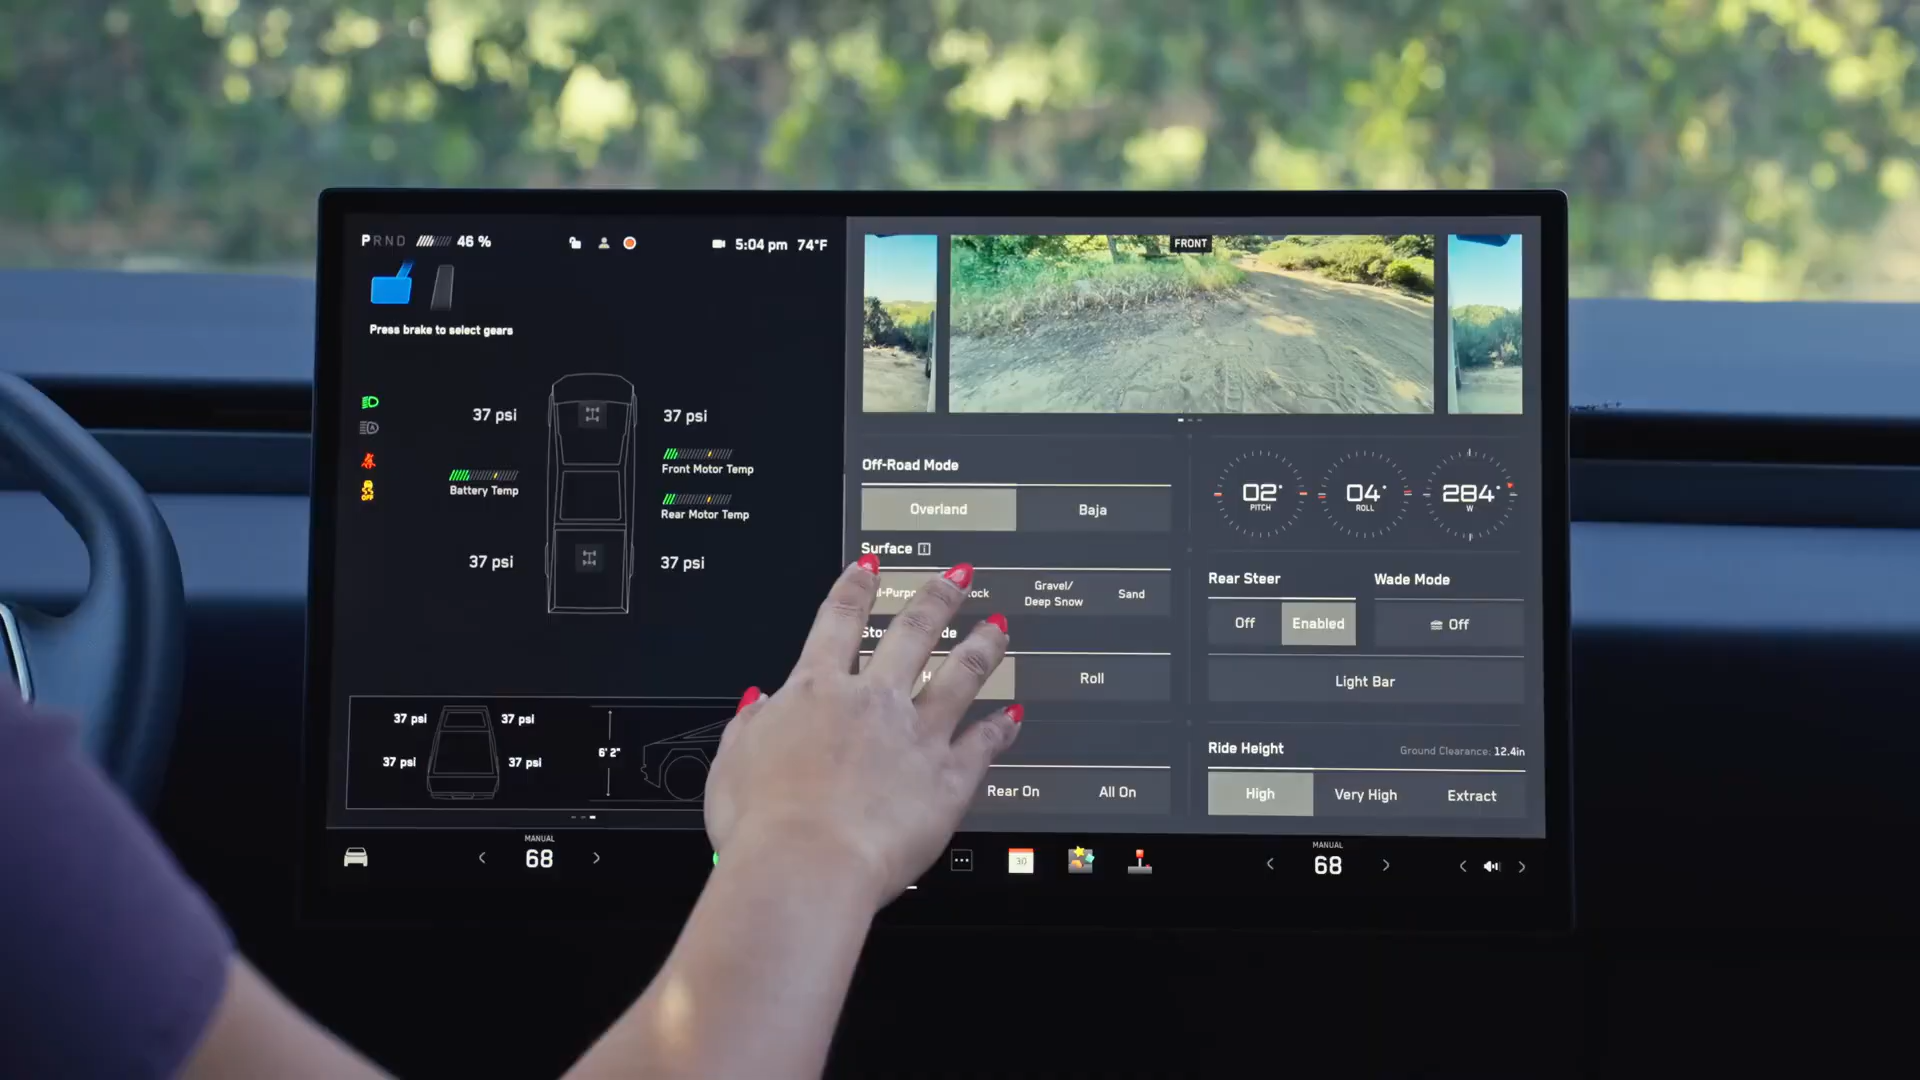 PRND 46 %
5:04 pm 74°F
Press brake to select gears
37 psi
37 psi
Front Motor Temp
Battery Temp
Rear Motor Temp
37 psi
37 psi
OFF
37 psi
37 psi
37 psi
37 psi
6' 2"
FRONT
Off-Road Mode
Overland
Baja
Surface
Gravel/
Deep Snow
Sand
Roll
Rear On
All On
02°
PITCH
04°
ROLL
284°
W
Rear Steer
Off
Enabled
Wade Mode
Off
Light Bar
Ride Height
Ground Clearance: 12.4in
High
Very High
Extract
MANUAL
68
30
MANUAL
68